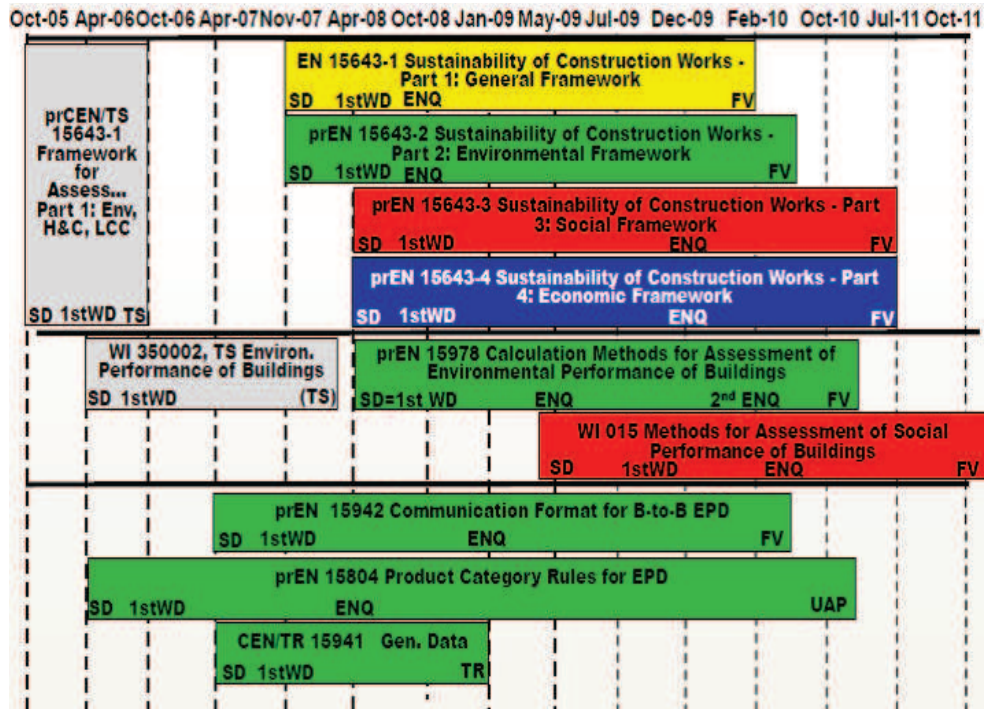 Oct-05 Apr-06 Oct-06 Apr-07 Nov-07 Apr-08 Oct-08 Jan-09 May-09 Jul-09 Dec-09 Feb-10 Oct-10 Jul-11 Oct-11
prCEN/TS
15643-1
Framework
for
Assess...
Part 1: Env,
H&C, LCC
SD 1stWD TS
EN 15643-1 Sustainability of Construction Works -
Part 1: General Framework
SD 1stWD ENQ FV
prEN 15643-2 Sustainability of Construction Works -
Part 2: Environmental Framework
SD 1stWD ENQ FV
prEN 15643-3 Sustainability of Construction Works - Part
3: Social Framework
SD 1stWD ENQ FV
prEN 15643-4 Sustainability of Construction Works - Part
4: Economic Framework
SD 1stWD ENQ FV
WI 350002, TS Environ.
Performance of Buildings
SD 1stWD (TS)
prEN 15978 Calculation Methods for Assessment of
Environmental Performance of Buildings
SD=1st WD ENQ 2nd ENQ FV
WI 015 Methods for Assessment of Social
Performance of Buildings
SD 1stWD ENQ FV
prEN 15942 Communication Format for B-to-B EPD
SD 1stWD ENQ FV
prEN 15804 Product Category Rules for EPD
SD 1stWD ENQ UAP
CEN/TR 15941 Gen. Data
SD 1stWD TR